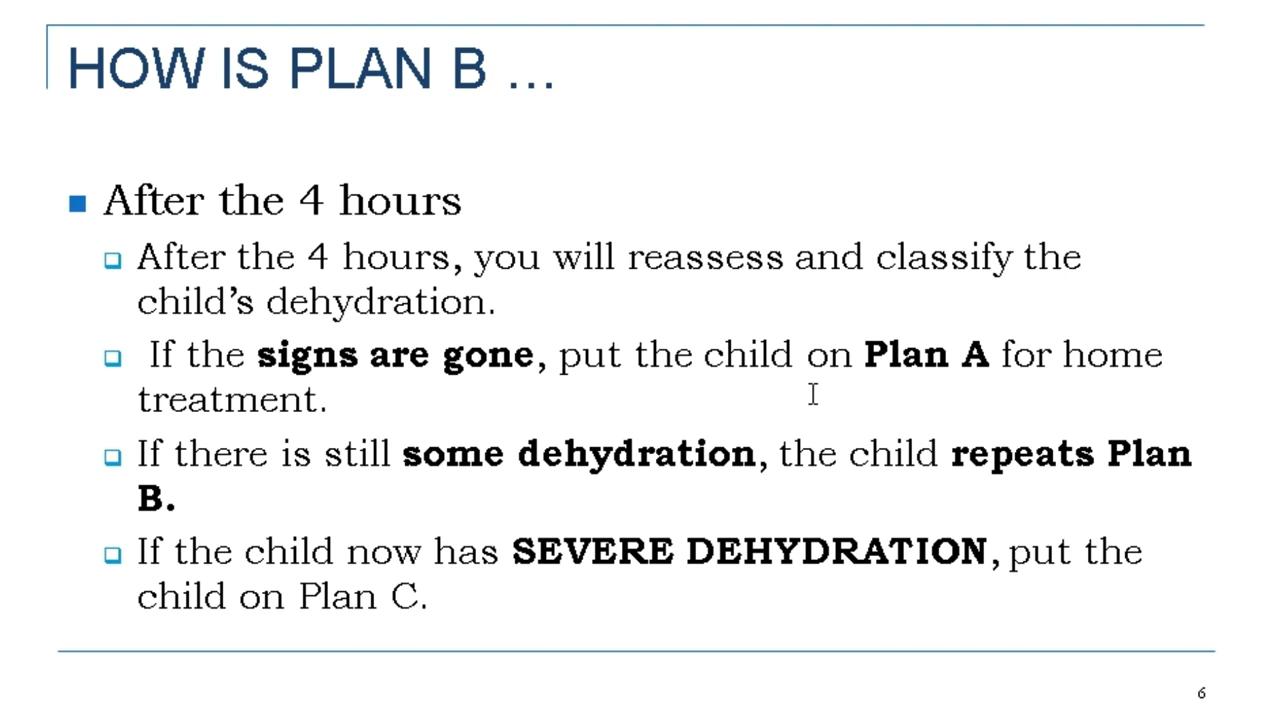 HOW IS PLAN B ...
After the 4 hours
After the 4 hours, you will reassess and classify the
child's dehydration.
If the signs are gone, put the child on Plan A for home
treatment.
If there is still some dehydration, the child repeats Plan
B.
If the child now has SEVERE DEHYDRATION, put the
child on Plan C.
6